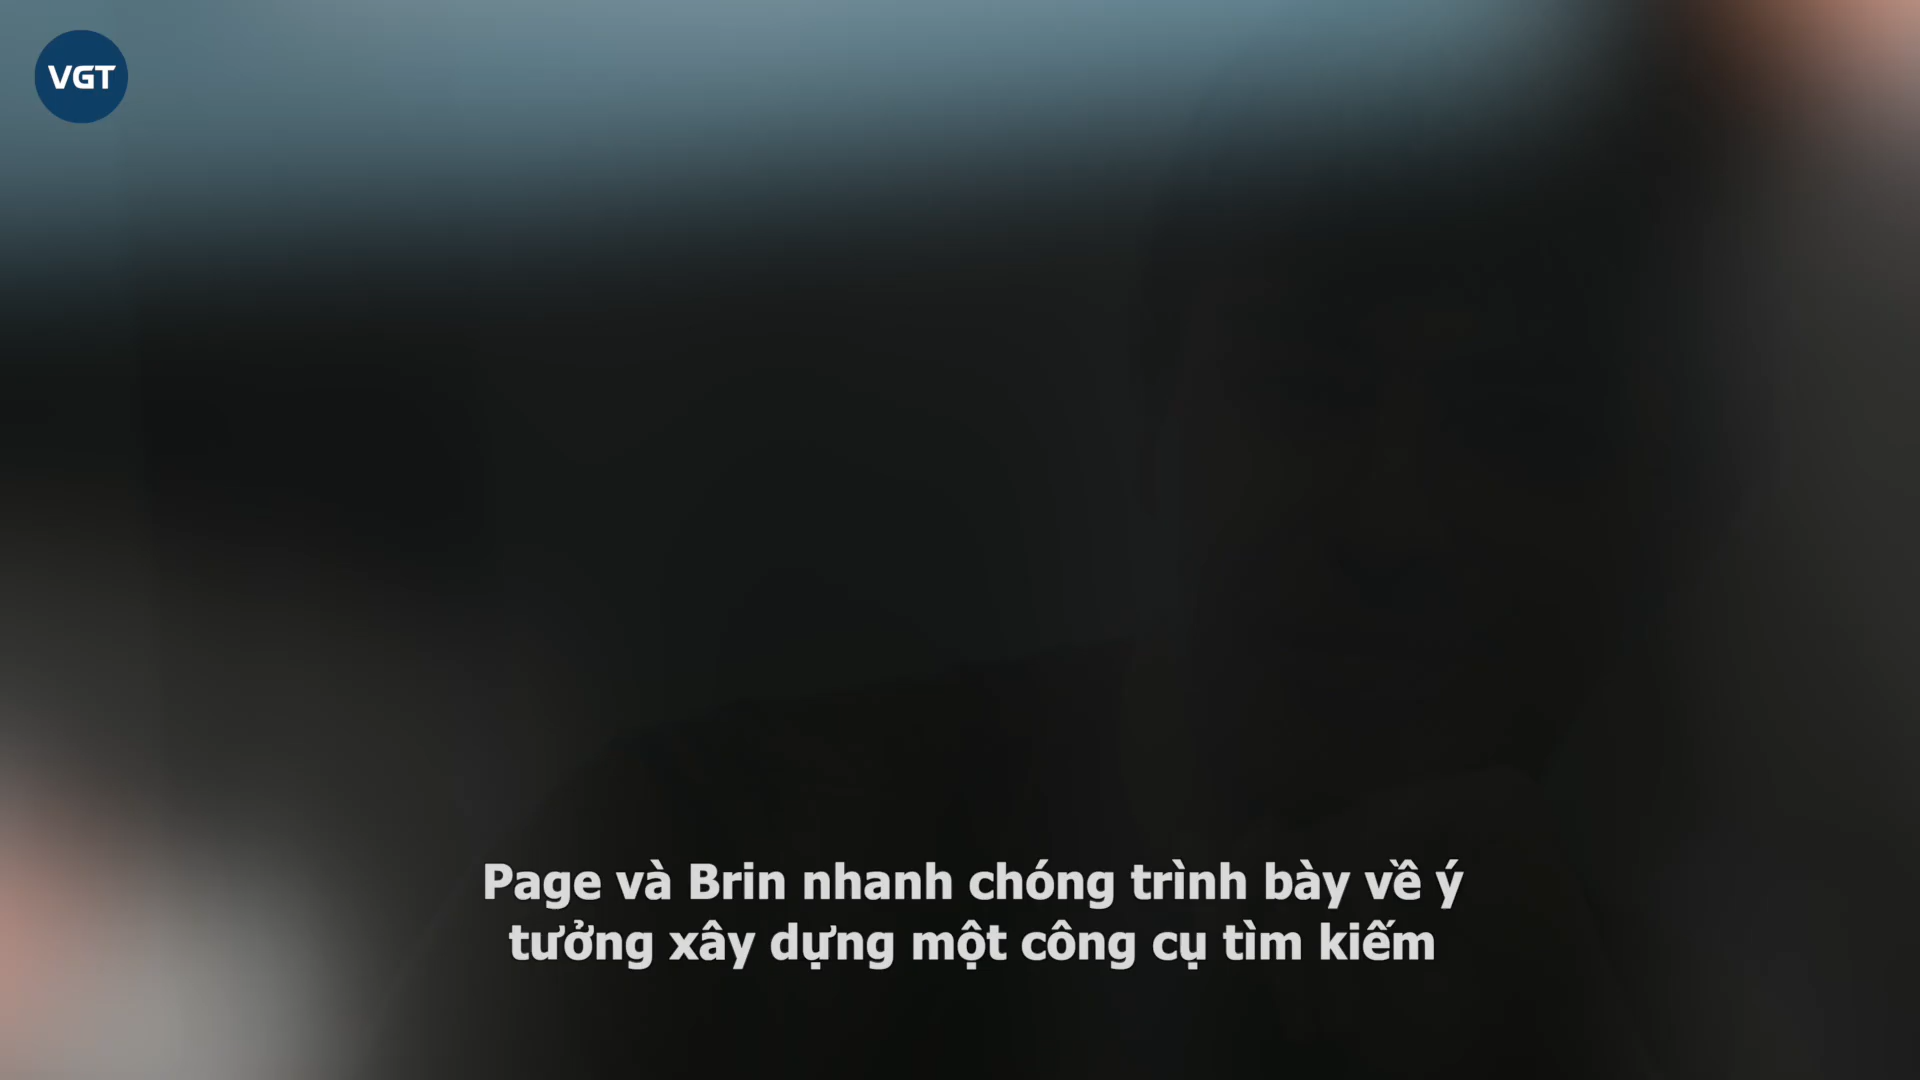 VGT
Page và Brin nhanh chóng trình bày về ý
tưởng xây dựng một công cụ tìm kiếm